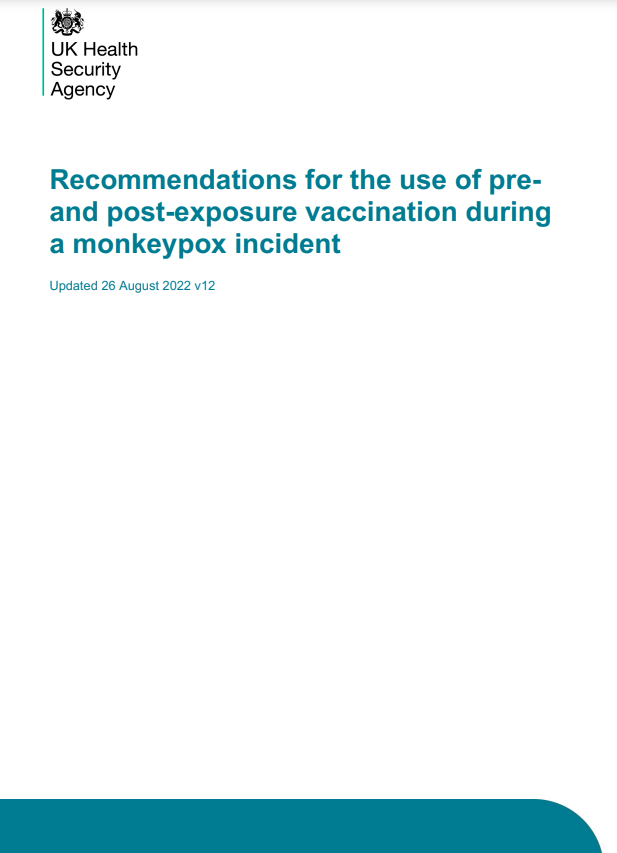 UK Health
Security
Agency
Recommendations for the use of pre-
and post-exposure vaccination during
a monkeypox incident
Updated 26 August 2022 v12